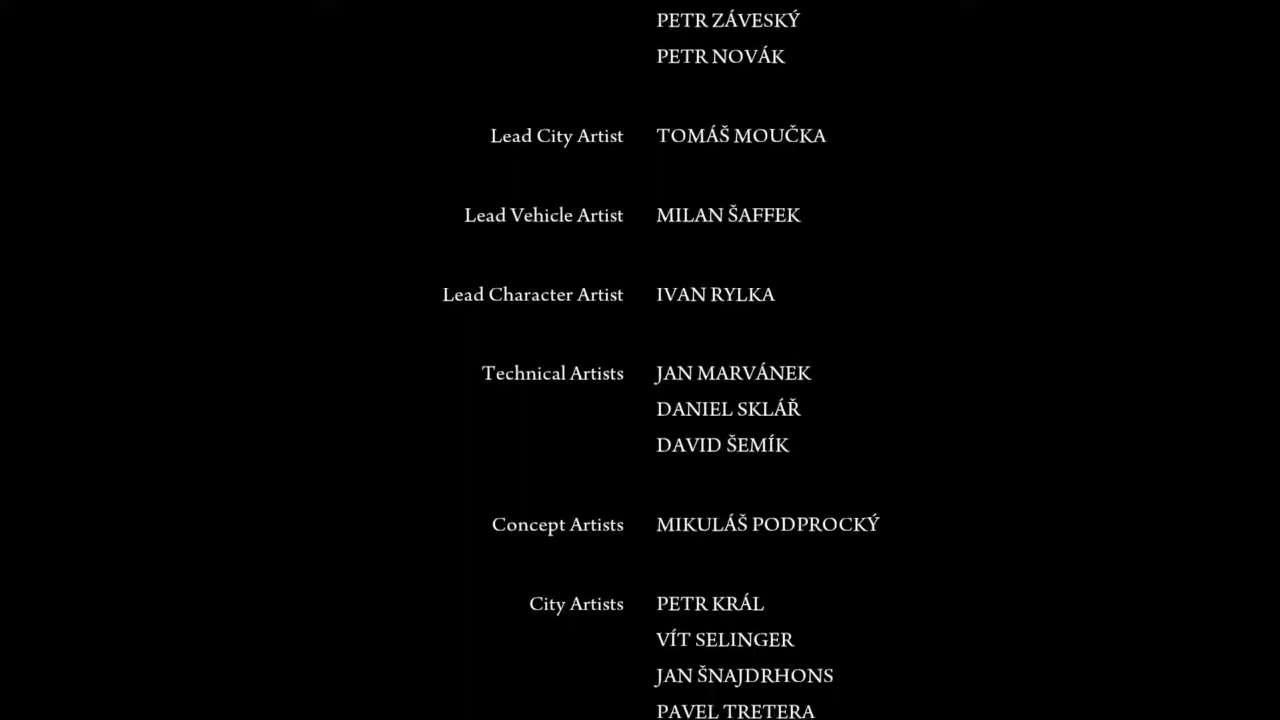 PETR ZÁVESKÝ
PETR NOVÁK
Lead City Artist TOMÁŠ MOUČKA
Lead Vehicle Artist MILAN ŠAFFEK
Lead Character Artist IVAN RYLKA
Technical Artists JAN MARVÁNEK
DANIEL SKLÁŘ
DAVID ŠEMÍK
Concept Artists MIKULÁŠ PODPROCKÝ
City Artists PETR KRÁL
VÍT SELINGER
JAN ŠNAJDRHONS
PAVEL TRETERA